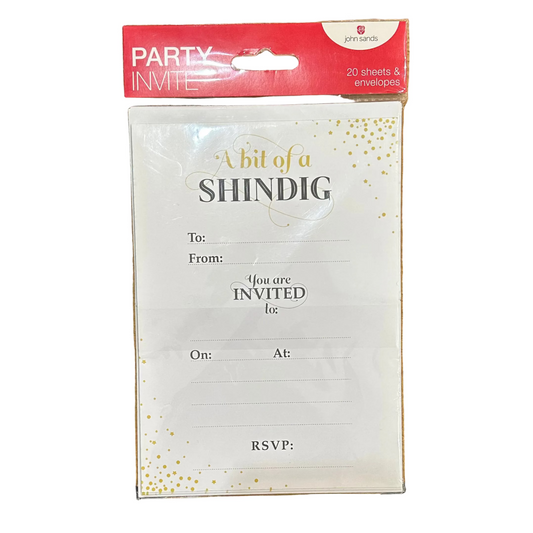 PARTY
INVITE
john sands
20 sheets &
envelopes
A bit of a
SHINDIG
To:
From:
You are
INVITED
to:
On: At:
RSVP: